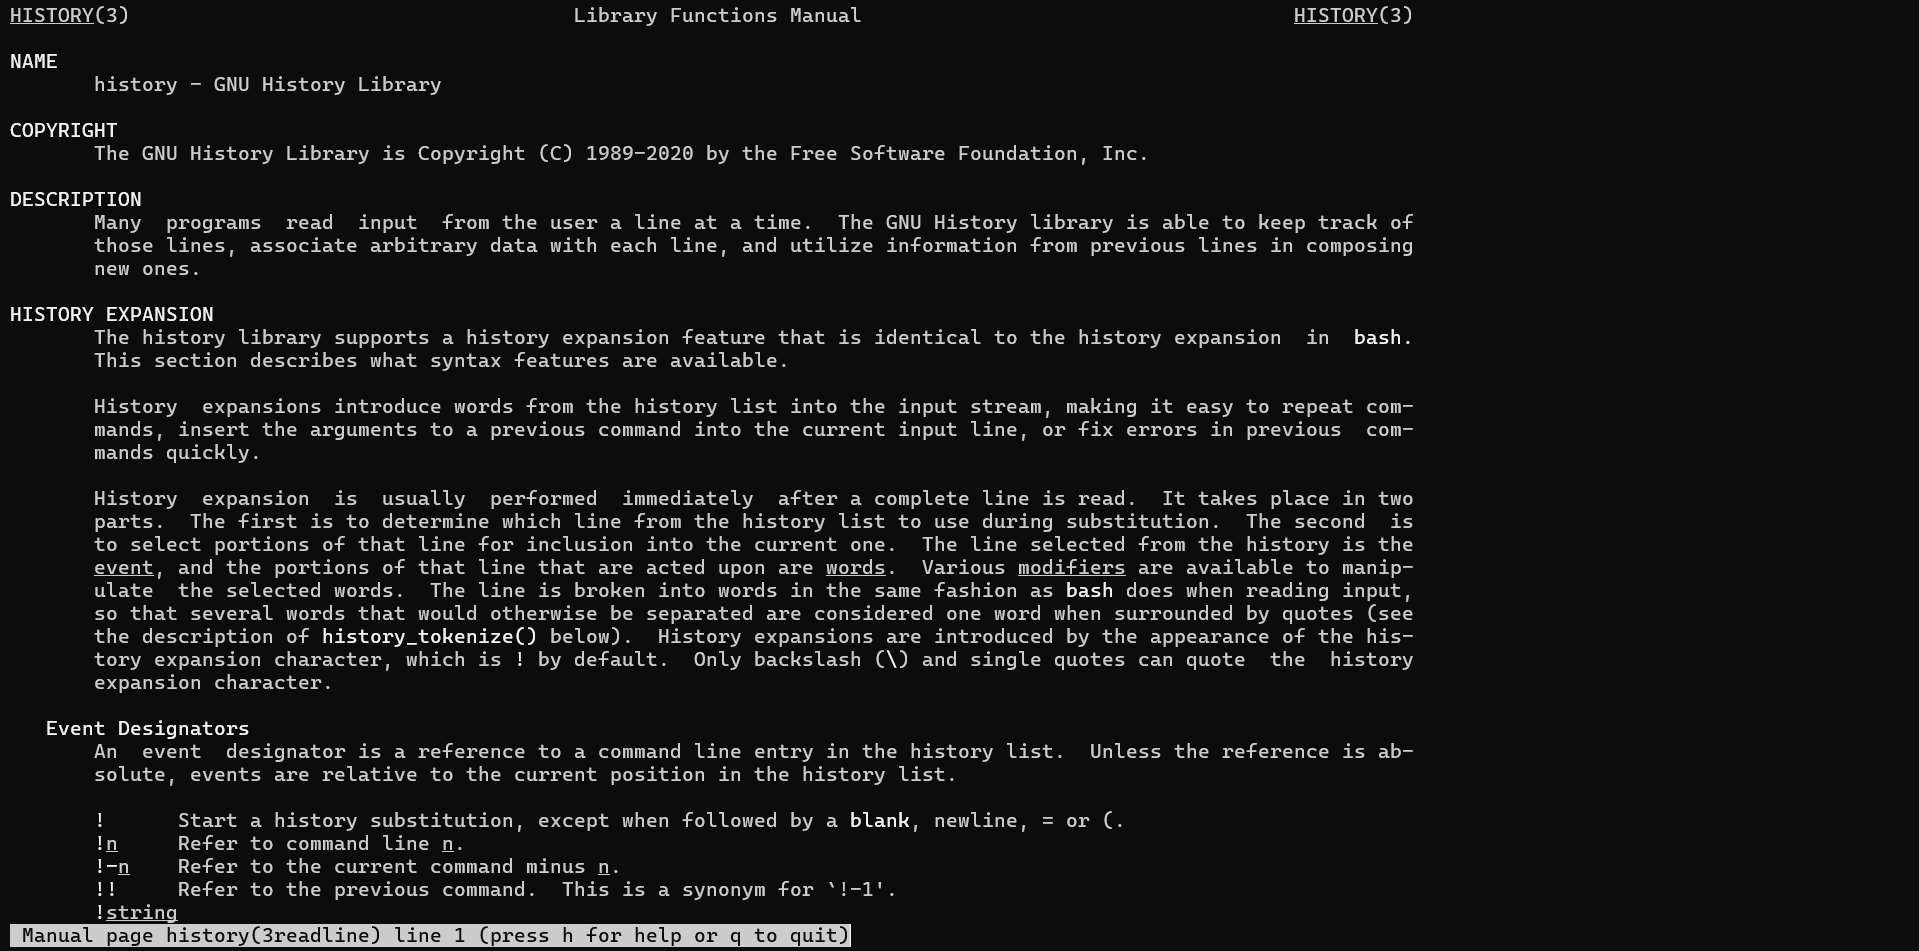 HISTORY(3)                                     Library Functions Manual                                    HISTORY(3)

NAME
       history - GNU History Library

COPYRIGHT
       The GNU History Library is Copyright (C) 1989-2020 by the Free Software Foundation, Inc.

DESCRIPTION
       Many  programs  read  input  from the user a line at a time.  The GNU History library is able to keep track of
       those lines, associate arbitrary data with each line, and utilize information from previous lines in composing
       new ones.

HISTORY EXPANSION
       The history library supports a history expansion feature that is identical to the history expansion  in  bash.
       This section describes what syntax features are available.

       History  expansions introduce words from the history list into the input stream, making it easy to repeat com-
       mands, insert the arguments to a previous command into the current input line, or fix errors in previous  com-
       mands quickly.

       History  expansion  is  usually  performed  immediately  after a complete line is read.  It takes place in two
       parts.  The first is to determine which line from the history list to use during substitution.  The second  is
       to select portions of that line for inclusion into the current one.  The line selected from the history is the
       event, and the portions of that line that are acted upon are words.  Various modifiers are available to manip-
       ulate  the selected words.  The line is broken into words in the same fashion as bash does when reading input,
       so that several words that would otherwise be separated are considered one word when surrounded by quotes (see
       the description of history_tokenize() below).  History expansions are introduced by the appearance of the his-
       tory expansion character, which is ! by default.  Only backslash (\) and single quotes can quote  the  history
       expansion character.

   Event Designators
       An  event  designator is a reference to a command line entry in the history list.  Unless the reference is ab-
       solute, events are relative to the current position in the history list.

       !      Start a history substitution, except when followed by a blank, newline, = or (.
       !n     Refer to command line n.
       !-n    Refer to the current command minus n.
       !!     Refer to the previous command.  This is a synonym for `!-1'.
       !string
 Manual page history(3readline) line 1 (press h for help or q to quit)